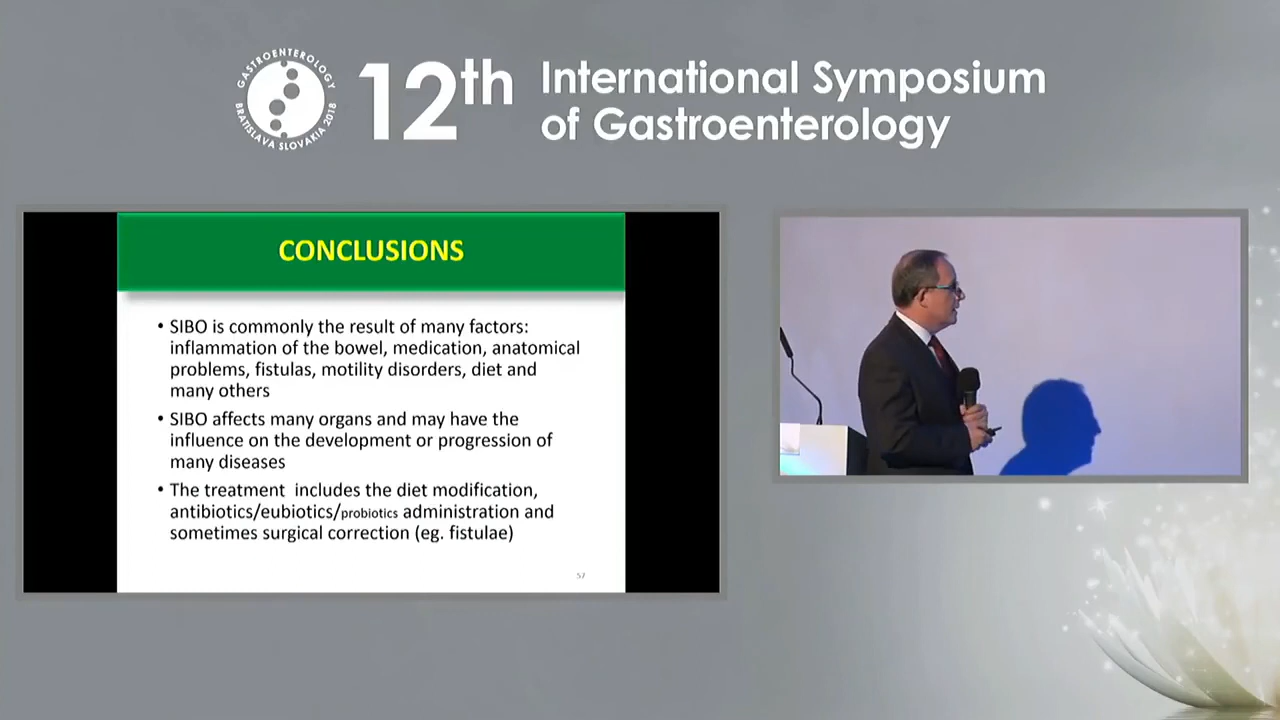 GASTROENTEROLOGY
BRATISLAVA SLOVAKIA 2018
12th
International Symposium
of Gastroenterology
CONCLUSIONS
• SIBO is commonly the result of many factors:
inflammation of the bowel, medication, anatomical
problems, fistulas, motility disorders, diet and
many others
• SIBO affects many organs and may have the
influence on the development or progression of
many diseases
• The treatment  includes the diet modification,
antibiotics/eubiotics/probiotics administration and
sometimes surgical correction (eg. fistulae)
57